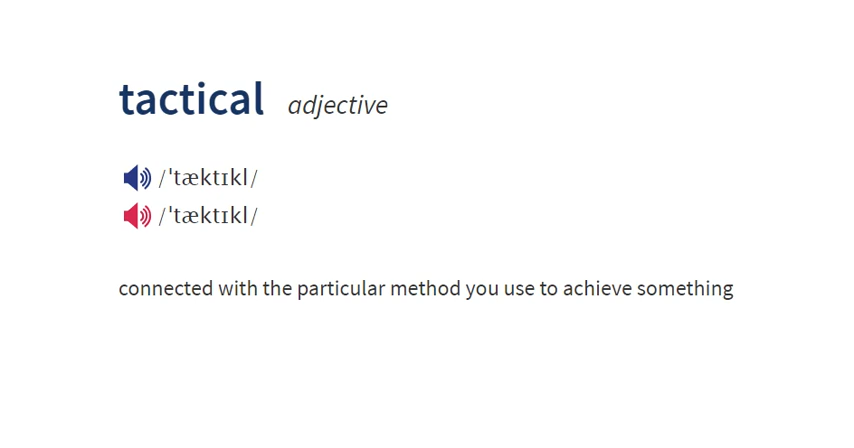 tactical adjective
/ˈtæktɪkl/
/ˈtæktɪkl/
connected with the particular method you use to achieve something